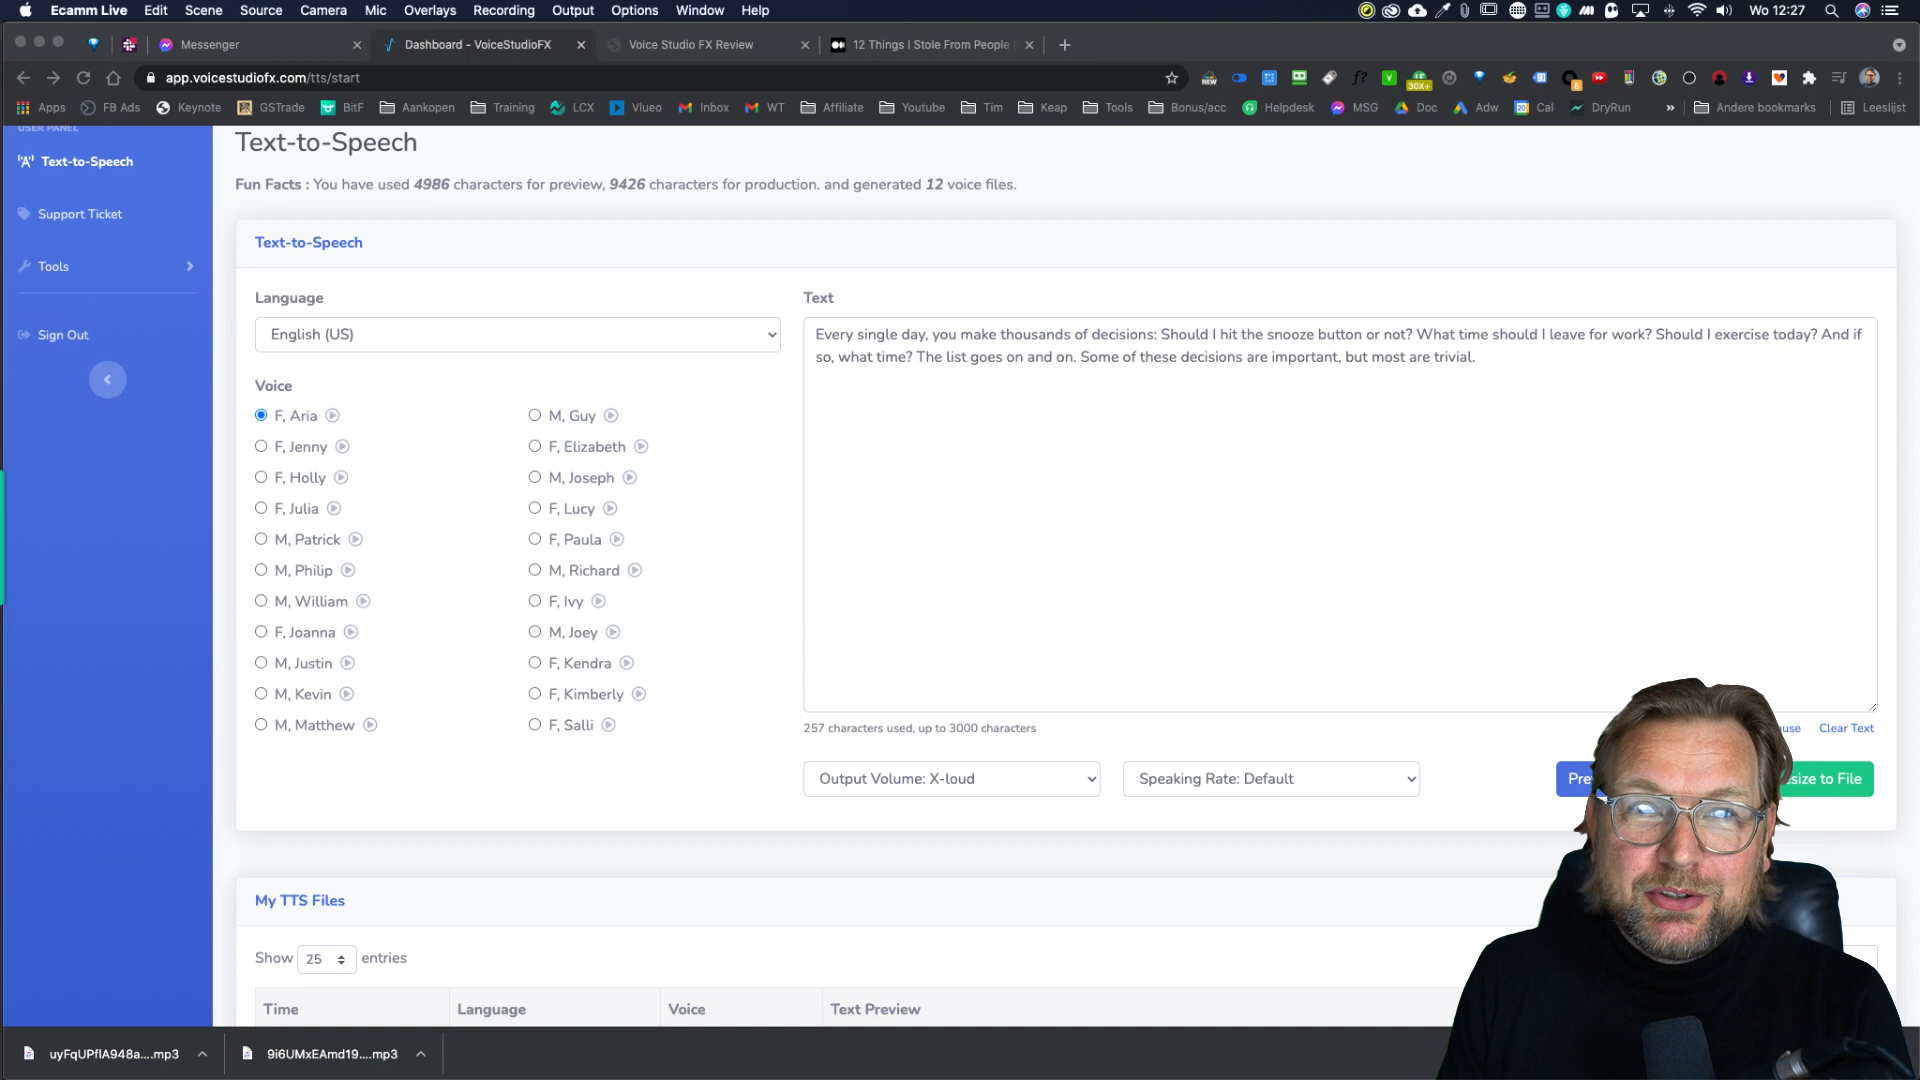 Ecamm Live Edit Scene Source Camera Mic Overlays Recording Output Options Window Help
NEW
Wo 12:27
Messenger
Dashboard - VoiceStudioFX
Voice Studio FX Review
12 Things I Stole From People
app.voicestudiofx.com/tts/start
f?
30X+
Apps FB Ads Keynote GSTrade BitF Aankopen Training LCX Vlueo Inbox WT Affiliate Youtube Tim Keap Tools Bonus/acc Helpdesk MSG Doc Adw Cal DryRun » Andere bookmarks Leeslijst
USER PANEL
Text-to-Speech
Support Ticket
Tools
Sign Out
Text-to-Speech
Fun Facts : You have used 4986 characters for preview, 9426 characters for production. and generated 12 voice files.
Text-to-Speech
Language
English (US)
Voice
F, Aria
M, Guy
F, Jenny
F, Elizabeth
F, Holly
M, Joseph
F, Julia
F, Lucy
M, Patrick
F, Paula
M, Philip
M, Richard
M, William
F, Ivy
F, Joanna
M, Joey
M, Justin
F, Kendra
M, Kevin
F, Kimberly
M, Matthew
F, Salli
Text
Every single day, you make thousands of decisions: Should I hit the snooze button or not? What time should I leave for work? Should I exercise today? And if
so, what time? The list goes on and on. Some of these decisions are important, but most are trivial.
257 characters used, up to 3000 characters
Clear Text
Output Volume: X-loud
Speaking Rate: Default
size to File
My TTS Files
Show 25 entries
Time
Language
Voice
Text Preview
uyFqUPflA948a....mp3
9i6UMxEAmd19....mp3